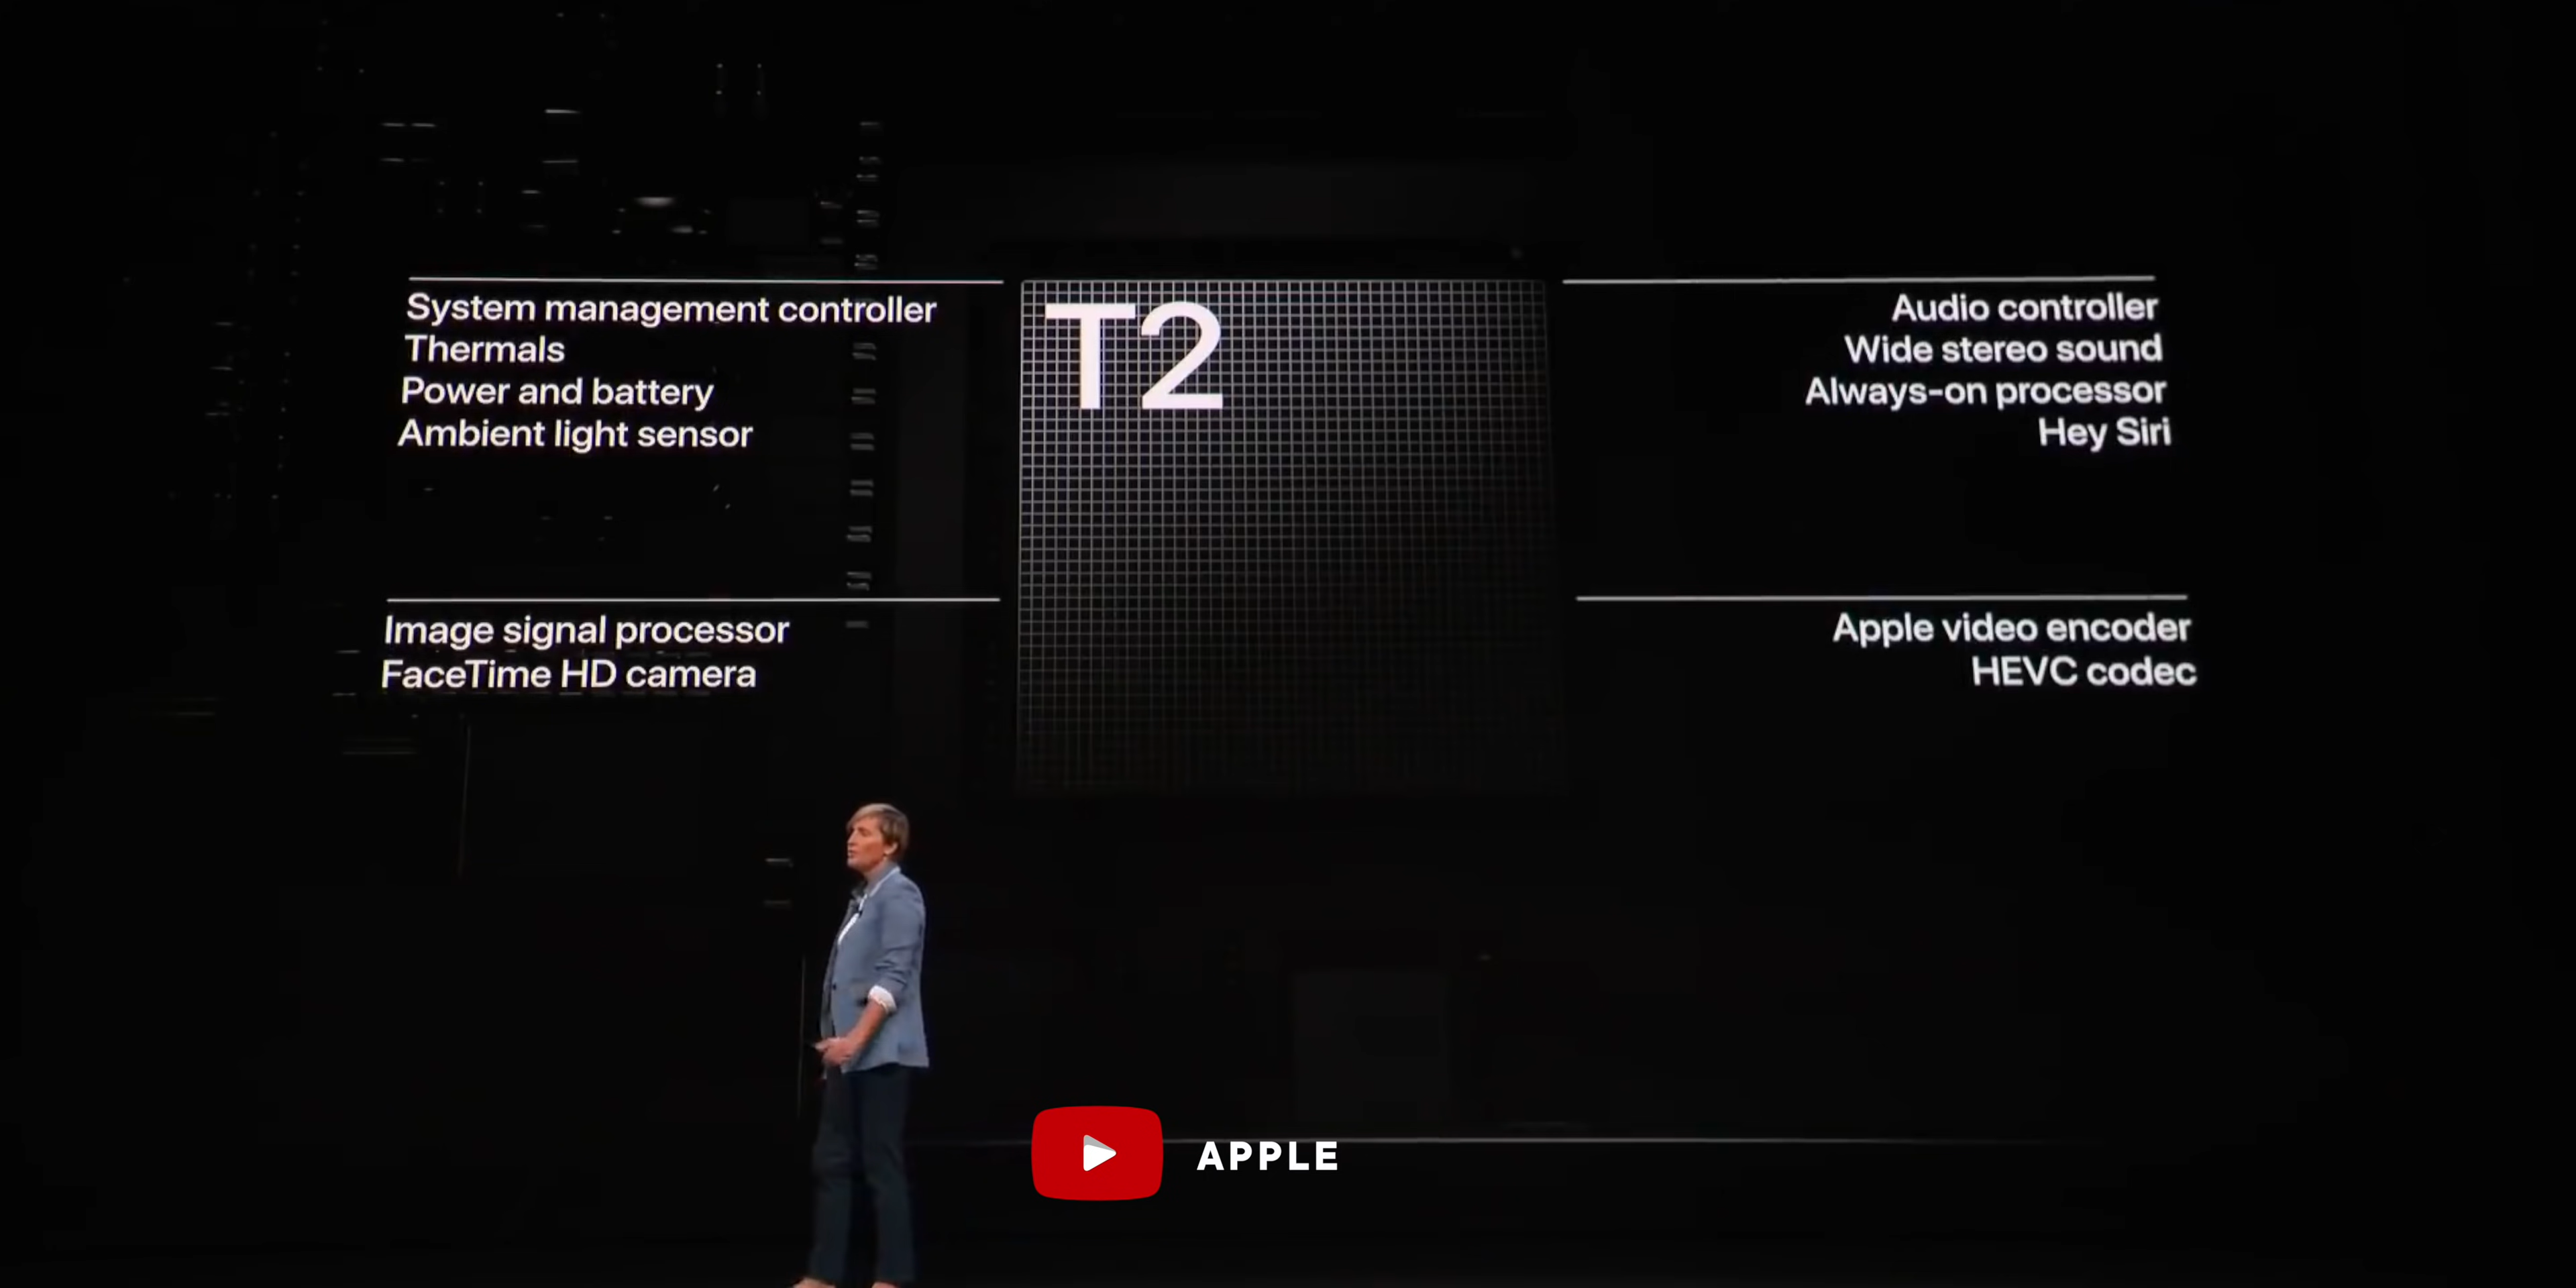 System management controller
Thermals
Power and battery
Ambient light sensor
T2
Audio controller
Wide stereo sound
Always-on processor
Hey Siri
Image signal processor
FaceTime HD camera
Apple video encoder
HEVC codec
APPLE